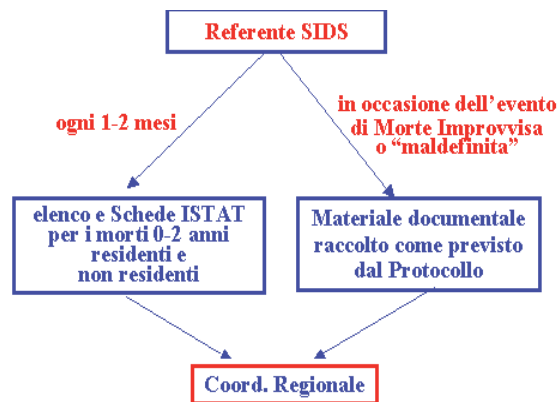 Referente SIDS
ogni 1-2 mesi
in occasione dell'evento
di Morte Improvvisa
o "maldefinita"
elenco e Schede ISTAT
per i morti 0-2 anni
residenti e
non residenti
Materiale documentale
raccolto come previsto
dal Protocollo
Coord. Regionale